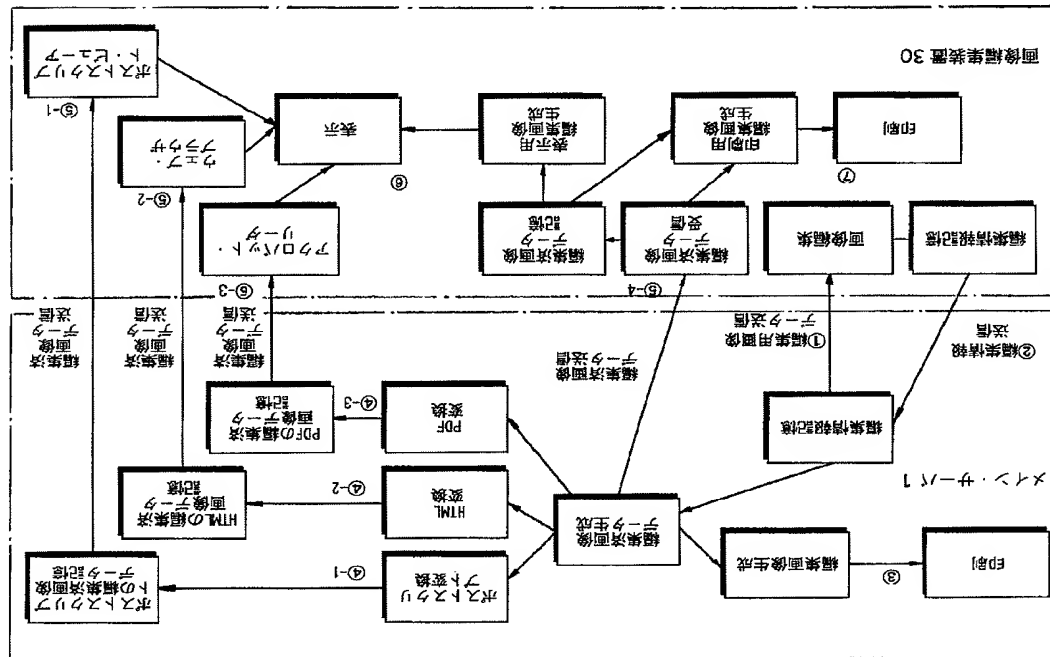 画像編集装置 30
ポストスクリプ
ト・ビューア
⑤-1
印刷
⑦
印刷用
編集画像
生成
表示用
編集画像
生成
表示
⑥
ウェブ・
ブラウザ
⑤-2
編集情報記憶
画像編集
編集済画像
データ
受信
⑤-4
編集済画像
データ
記憶
アクロバット・
リーダ
⑤-3
②編集情報
送信
①編集用画像
データ送信
編集済画像
データ送信
編集済
画像
データ
送信
編集済
画像
データ
送信
編集済
画像
データ
送信
メイン・サーバ 1
編集情報記憶
PDF
変換
④-3
PDFの編集済
画像データ
記憶
編集済画像
データ生成
HTML
変換
④-2
HTMLの編集済
画像データ
記憶
印刷
③
編集画像生成
ポストスクリ
プト変換
④-1
ポストスクリプ
トの編集済画像
データ記憶